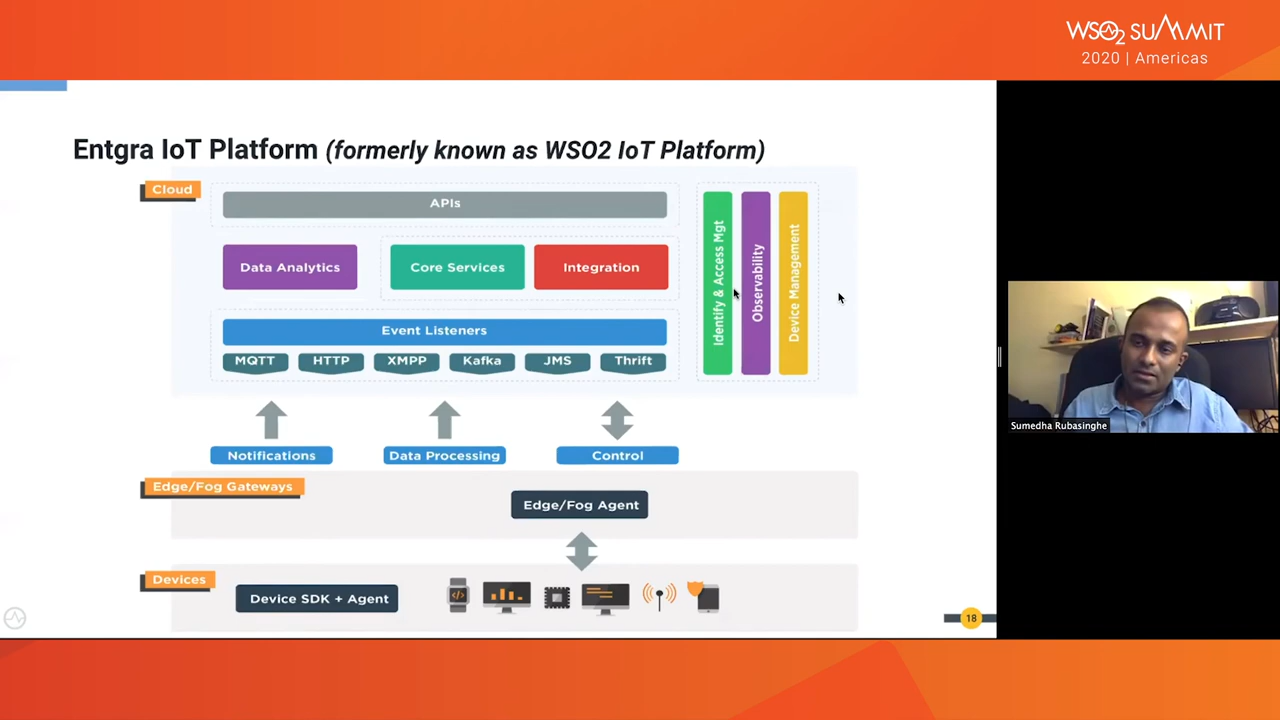 WSO2 SUMMIT
2020 | Americas
Entgra IoT Platform (formerly known as WSO2 IoT Platform)
Cloud
APIs
Data Analytics
Core Services
Integration
Event Listeners
MQTT
HTTP
XMPP
Kafka
JMS
Thrift
Identify & Access Mgt
Observability
Device Management
Notifications
Data Processing
Control
Edge/Fog Gateways
Edge/Fog Agent
Devices
Device SDK + Agent
</>
18
Sumedha Rubasinghe